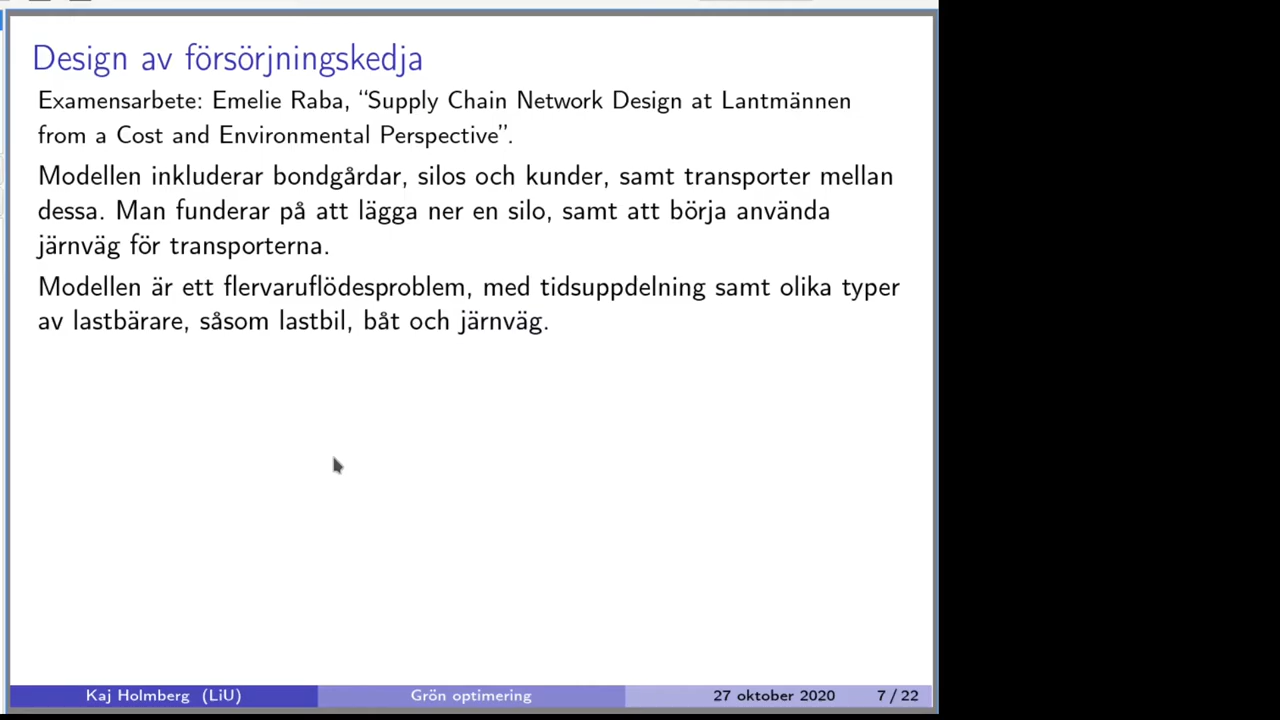 Design av försörjningskedja
Examensarbete: Emelie Raba, “Supply Chain Network Design at Lantmännen
from a Cost and Environmental Perspective”.
Modellen inkluderar bondgårdar, silos och kunder, samt transporter mellan
dessa. Man funderar på att lägga ner en silo, samt att börja använda
järnväg för transporterna.
Modellen är ett flervaruflödesproblem, med tidsuppdelning samt olika typer
av lastbärare, såsom lastbil, båt och järnväg.
Kaj Holmberg (LiU) Grön optimering 27 oktober 2020 7 / 22